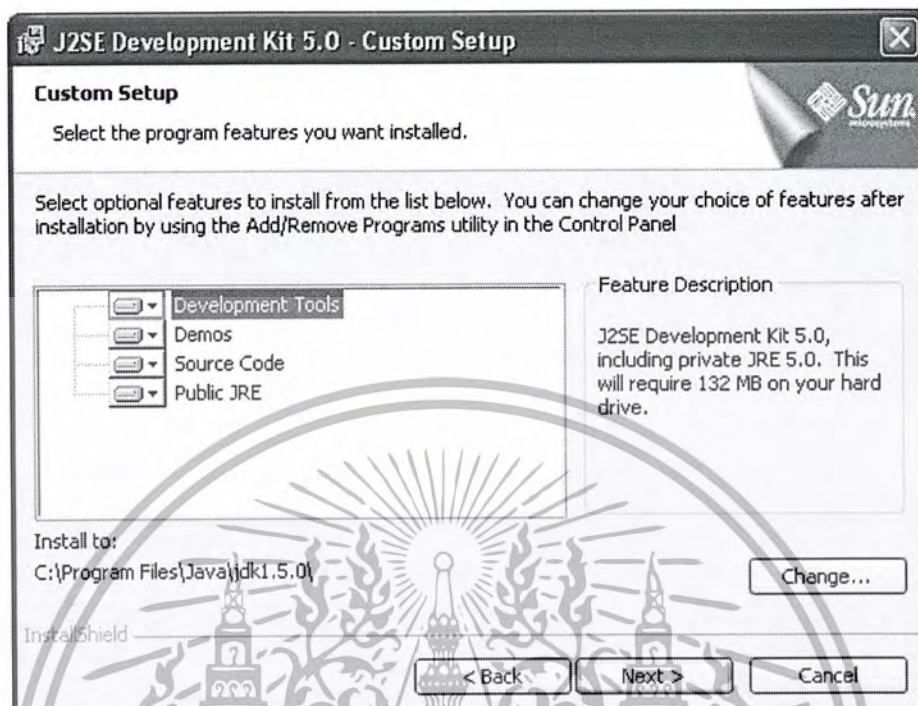 J2SE Development Kit 5.0 - Custom Setup
Custom Setup
Select the program features you want installed.
Sun
microsystems
Select optional features to install from the list below. You can change your choice of features after
installation by using the Add/Remove Programs utility in the Control Panel
Development Tools
Demos
Source Code
Public JRE
Feature Description
J2SE Development Kit 5.0,
including private JRE 5.0. This
will require 132 MB on your hard
drive.
Install to:
C:\Program Files\Java\jdk1.5.0\
Change...
InstallShield
< Back
Next >
Cancel